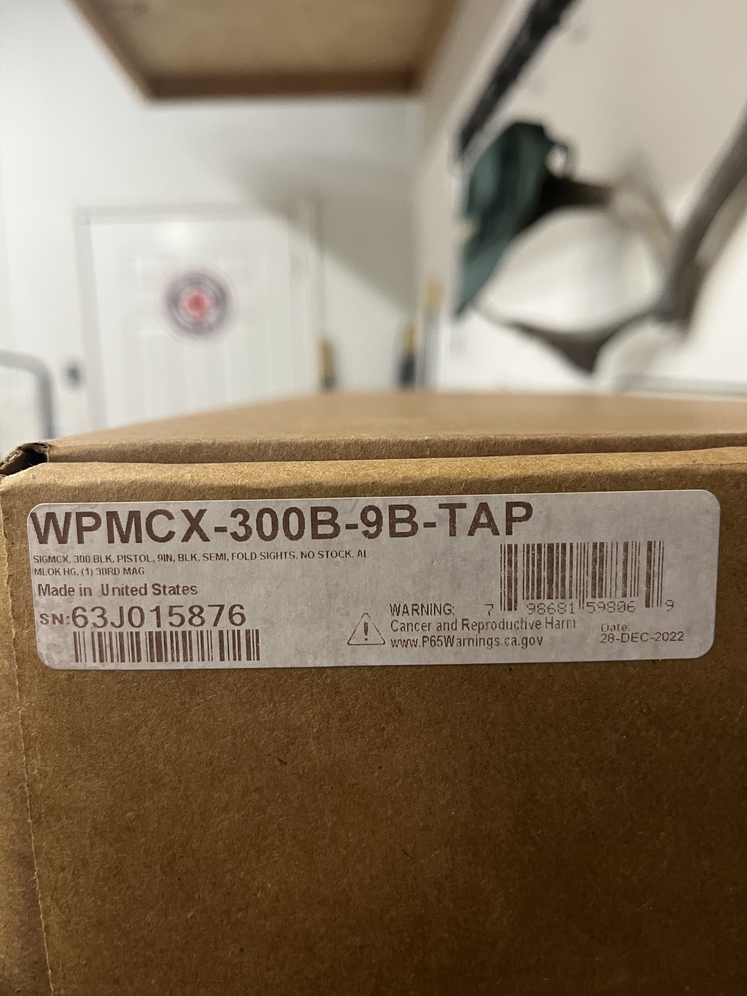 WPMCX-300B-9B-TAP
SIGMCX, 300 BLK, PISTOL, 9IN, BLK, SEMI, FOLD SIGHTS, NO STOCK, AL
MLOK HG, (1) 30RD MAG
Made in United States
SN:63J015876
WARNING:
Cancer and Reproductive Harm
www.P65Warnings.ca.gov
7 98681 59806 9
Date:
28-DEC-2022